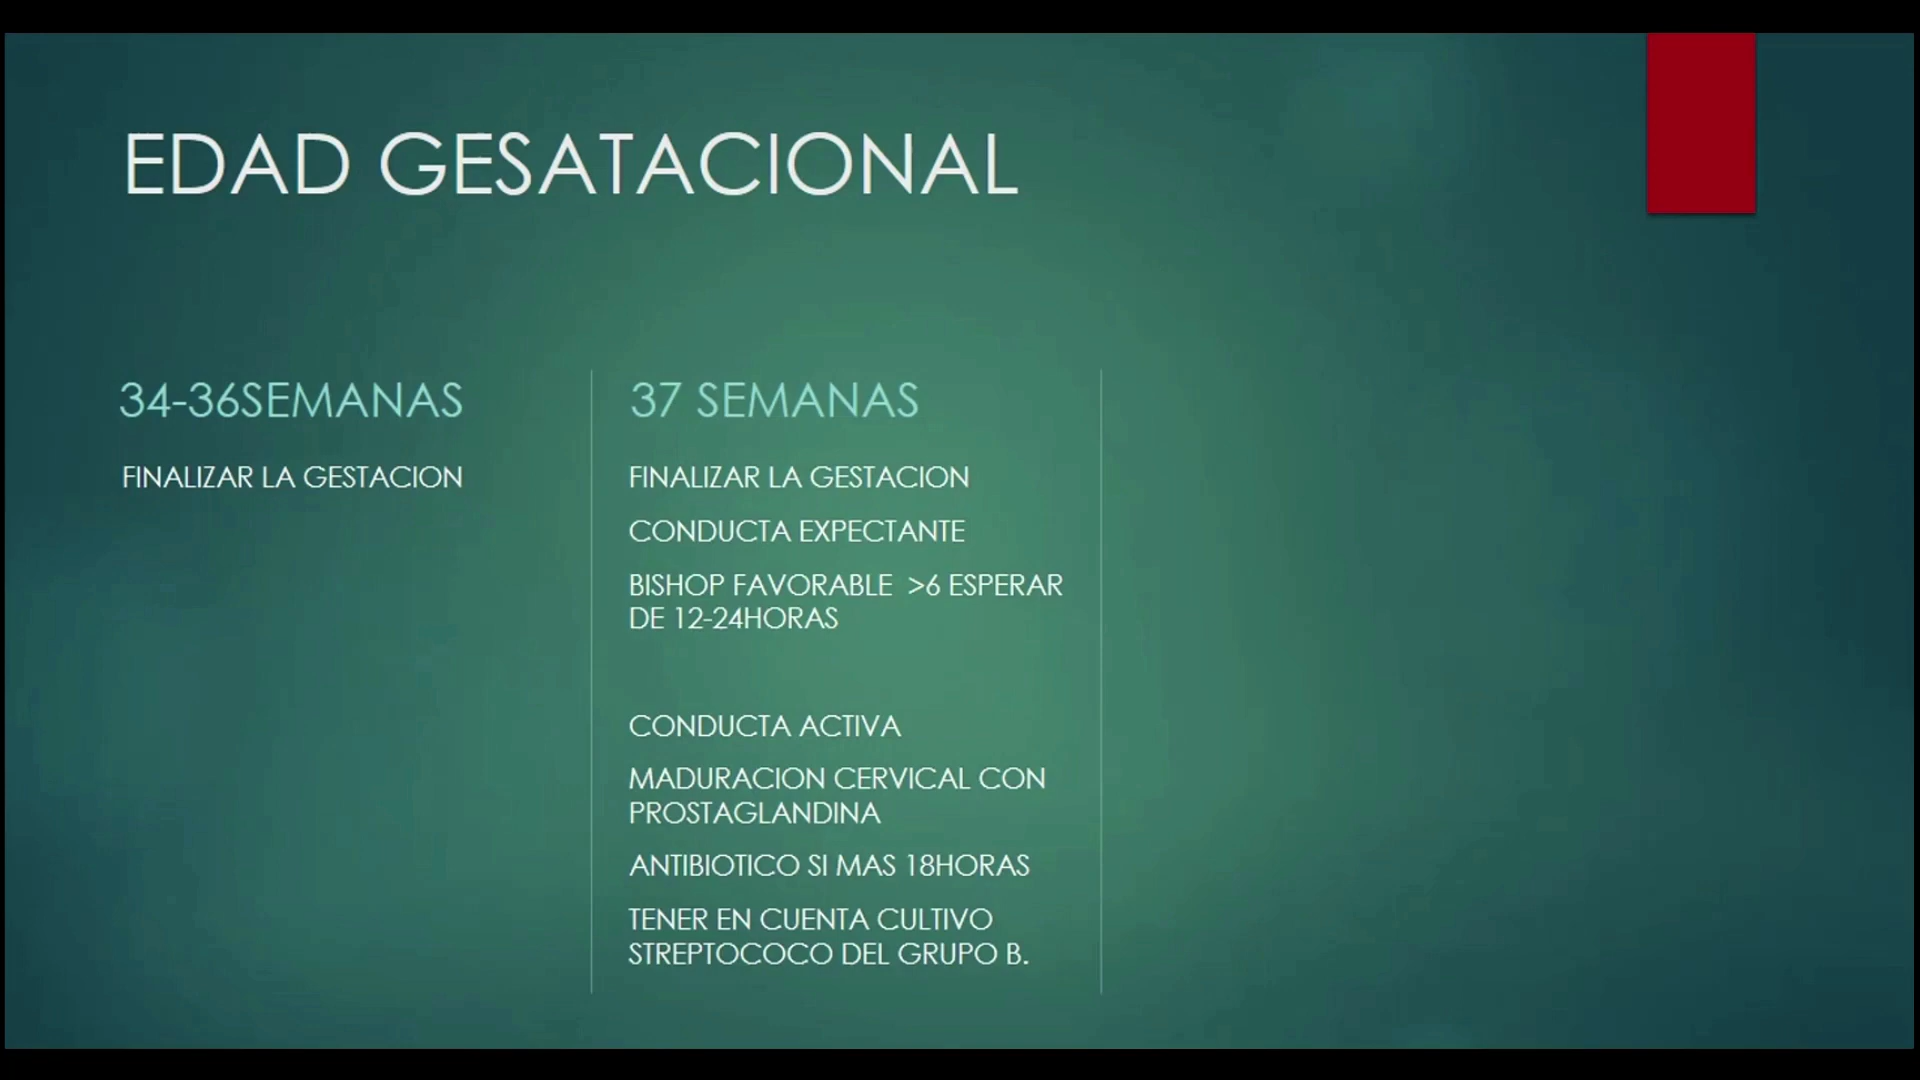 EDAD GESATACIONAL
34-36SEMANAS
FINALIZAR LA GESTACION
37 SEMANAS
FINALIZAR LA GESTACION
CONDUCTA EXPECTANTE
BISHOP FAVORABLE >6 ESPERAR
DE 12-24HORAS
CONDUCTA ACTIVA
MADURACION CERVICAL CON
PROSTAGLANDINA
ANTIBIOTICO SI MAS 18HORAS
TENER EN CUENTA CULTIVO
STREPTOCOCO DEL GRUPO B.